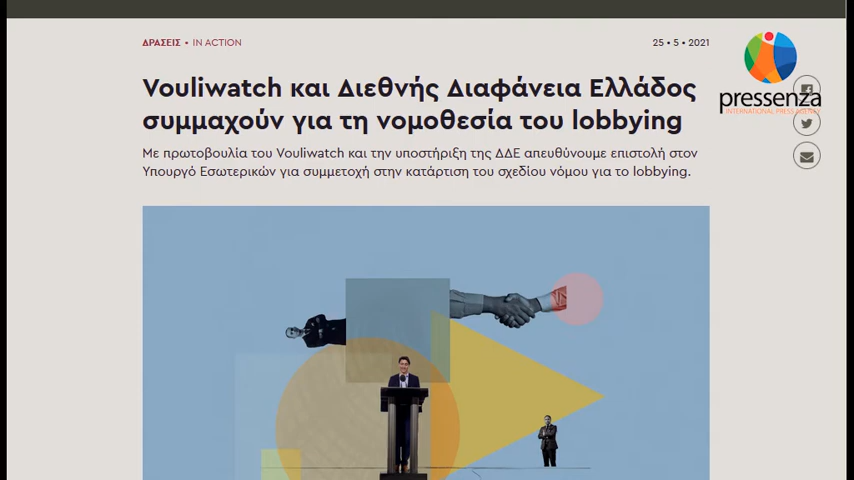 ΔΡΑΣΕΙΣ • IN ACTION
25 • 5 • 2021
Vouliwatch και Διεθνής Διαφάνεια Ελλάδος
συμμαχούν για τη νομοθεσία του lobbying
Με πρωτοβουλία του Vouliwatch και την υποστήριξη της ΔΔΕ απευθύνουμε επιστολή στον
Υπουργό Εσωτερικών για συμμετοχή στην κατάρτιση του σχεδίου νόμου για το lobbying.
pressenza
INTERNATIONAL PRESS AGENCY